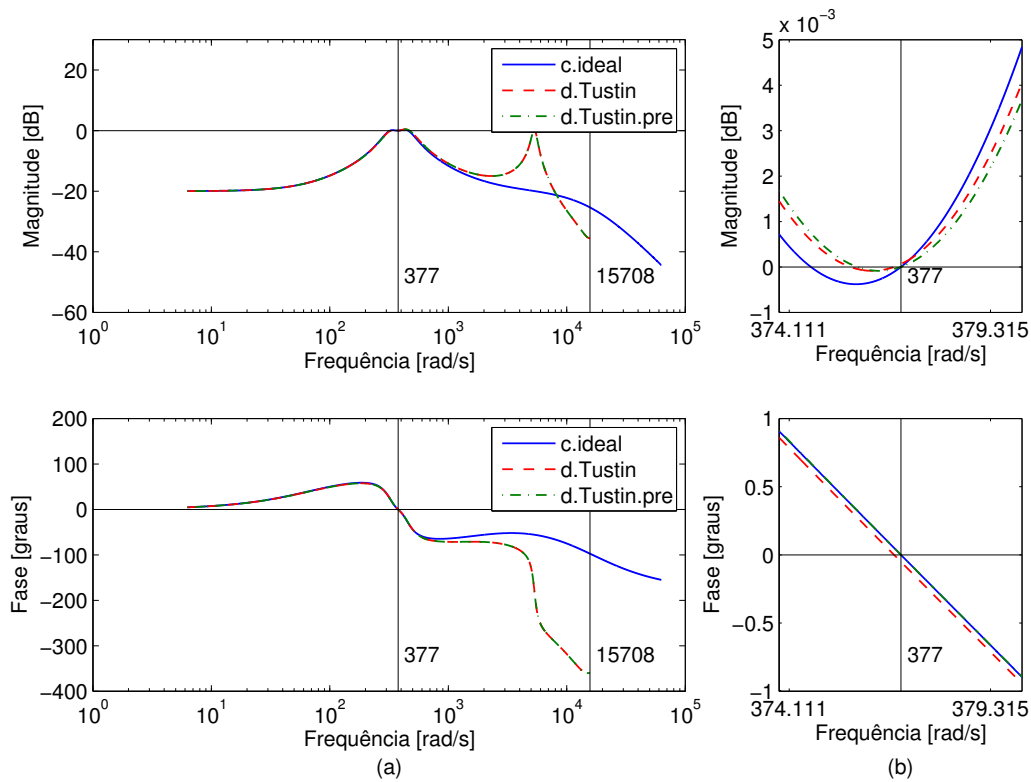 20
0
−20
−40
−60
Magnitude [dB]
10^0
10^1
10^2
10^3
10^4
10^5
Frequência [rad/s]
377
15708
c.ideal
d.Tustin
d.Tustin.pre
x 10^−3
5
4
3
2
1
0
−1
Magnitude [dB]
377
374.111
379.315
Frequência [rad/s]
200
100
0
−100
−200
−300
−400
Fase [graus]
10^0
10^1
10^2
10^3
10^4
10^5
Frequência [rad/s]
377
15708
c.ideal
d.Tustin
d.Tustin.pre
(a)
1
0.5
0
−0.5
−1
Fase [graus]
377
374.111
379.315
Frequência [rad/s]
(b)